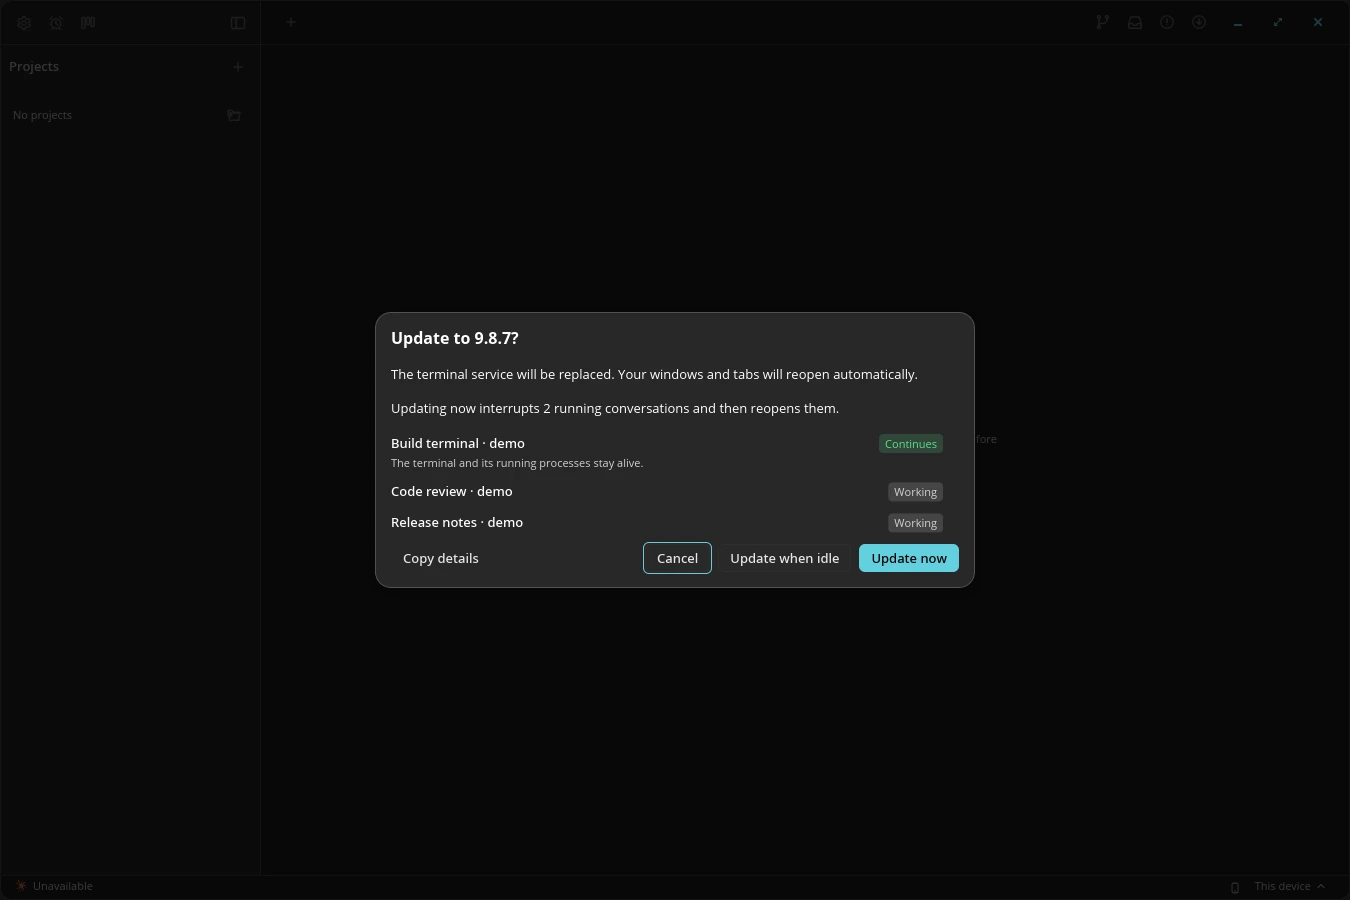 Projects
No projects
Update to 9.8.7?
The terminal service will be replaced. Your windows and tabs will reopen automatically.
Updating now interrupts 2 running conversations and then reopens them.
Build terminal · demo
Continues
fore
The terminal and its running processes stay alive.
Code review · demo
Working
Release notes · demo
Working
Copy details
Cancel
Update when idle
Update now
Unavailable
This device